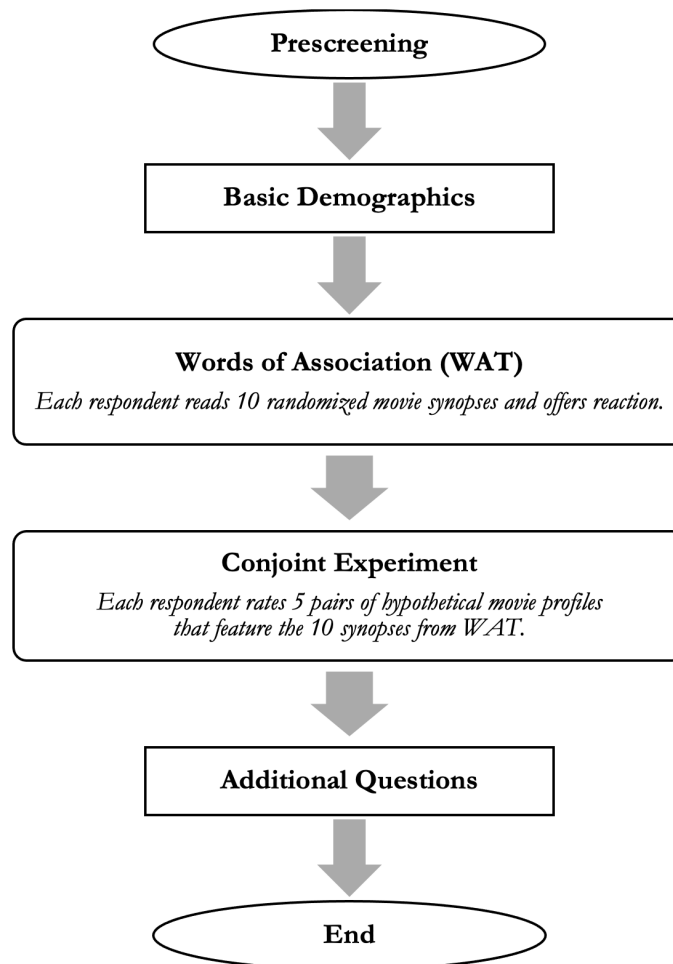 Prescreening
Basic Demographics
Words of Association (WAT)
Each respondent reads 10 randomized movie synopses and offers reaction.
Conjoint Experiment
Each respondent rates 5 pairs of hypothetical movie profiles
that feature the 10 synopses from WAT.
Additional Questions
End